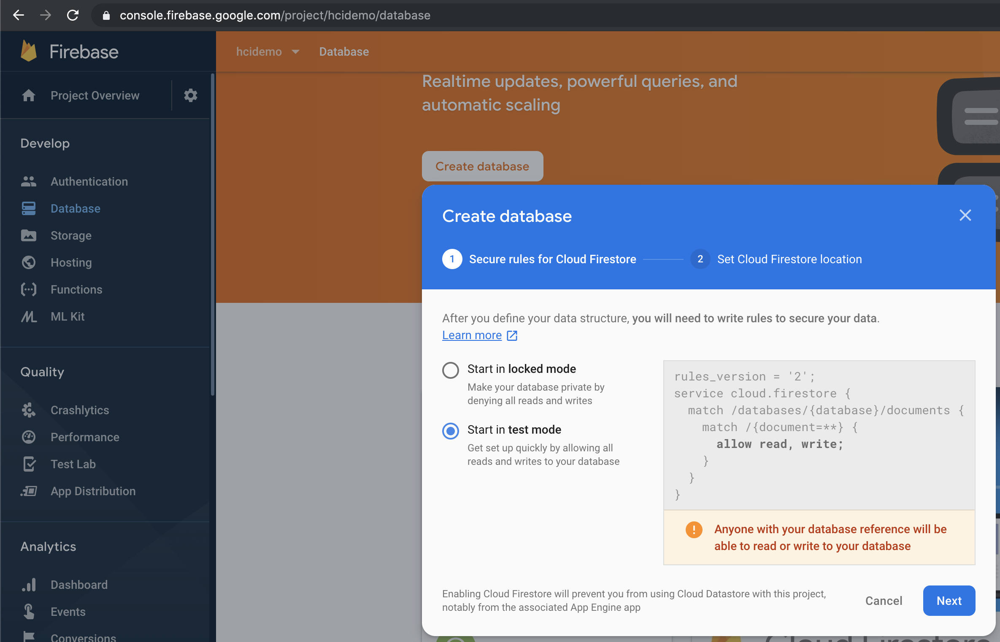 console.firebase.google.com/project/hcidemo/database
Firebase
hcidemo
Database
Project Overview
Realtime updates, powerful queries, and
automatic scaling
Create database
Develop
Authentication
Database
Storage
Hosting
Functions
ML Kit
Quality
Crashlytics
Performance
Test Lab
App Distribution
Analytics
Dashboard
Events
Conversions
Create database
1 Secure rules for Cloud Firestore
2 Set Cloud Firestore location
After you define your data structure, you will need to write rules to secure your data.
Learn more
Start in locked mode
Make your database private by
denying all reads and writes
Start in test mode
Get set up quickly by allowing all
reads and writes to your database
rules_version = '2';
service cloud.firestore {
match /databases/{database}/documents {
match /{document=**} {
allow read, write;
}
}
}
Anyone with your database reference will be
able to read or write to your database
Enabling Cloud Firestore will prevent you from using Cloud Datastore with this project,
notably from the associated App Engine app
Cancel
Next
Cloud Firestore